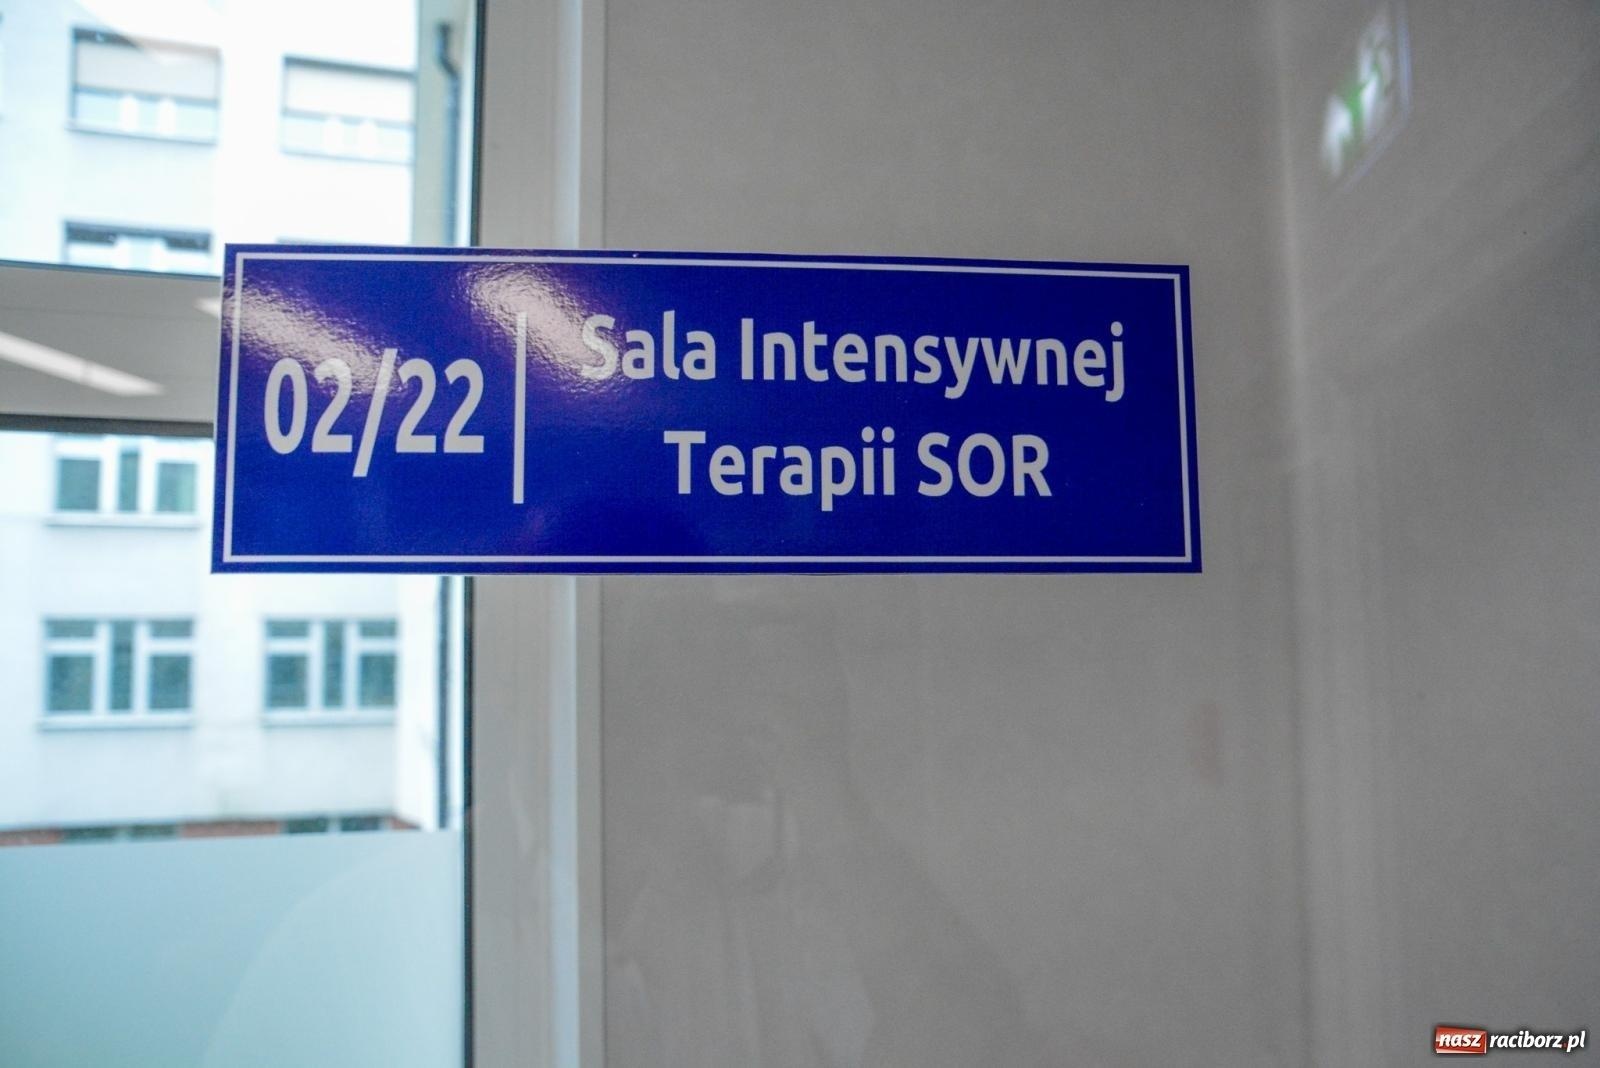 02/22
Sala Intensywnej
Terapii SOR
nasz raciborz.pl